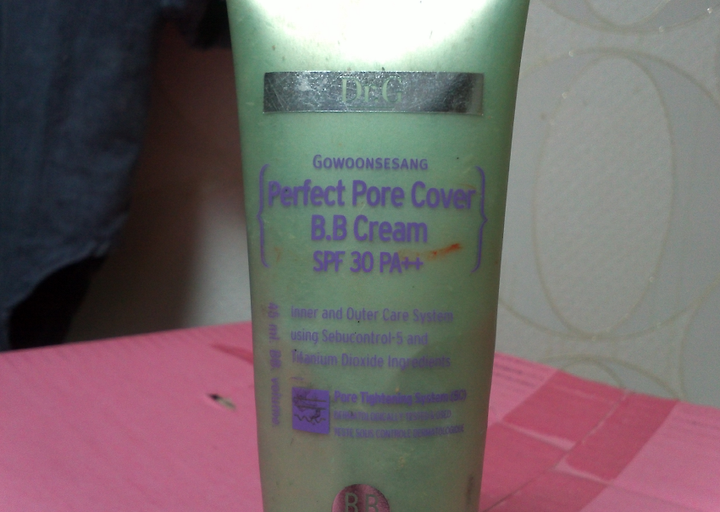 Dr.G
GOWOONSESANG
Perfect Pore Cover
B.B Cream
SPF 30 PA++
Inner and Outer Care System
using Sebucontrol-5 and
Titanium Dioxide Ingredients
Pore Tightening System
B.B